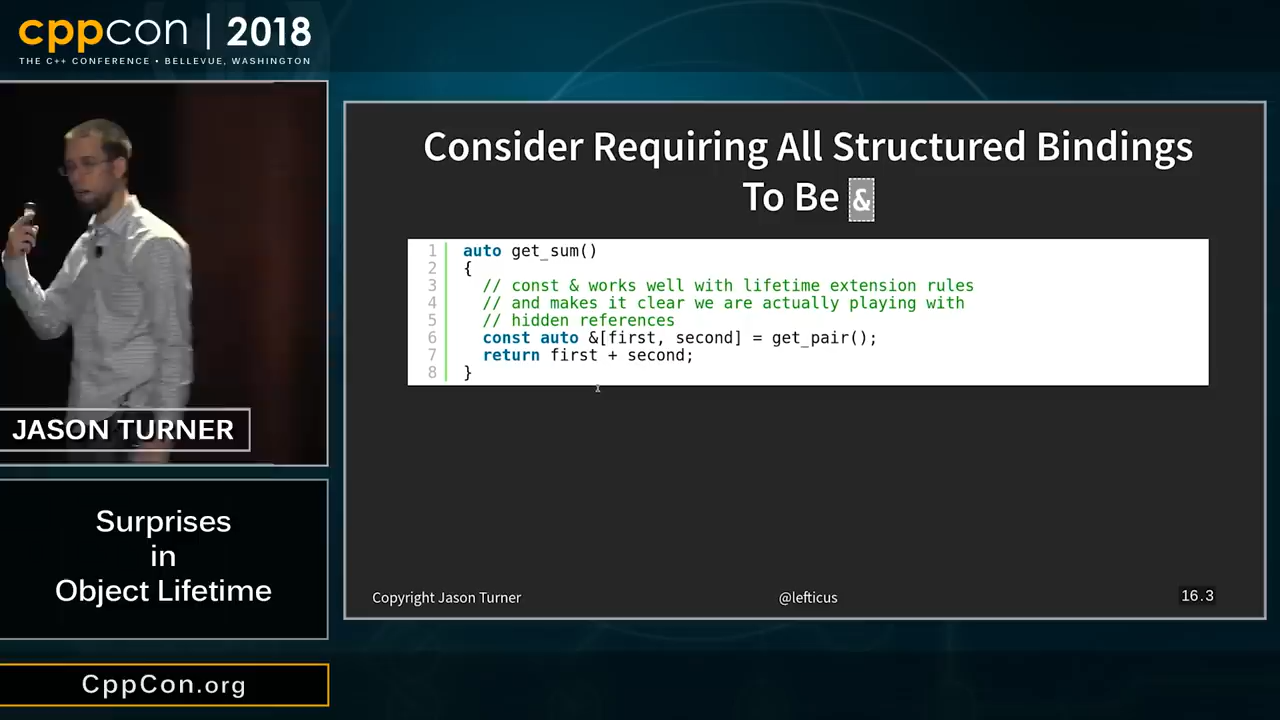 cppcon | 2018
THE C++ CONFERENCE • BELLEVUE, WASHINGTON
JASON TURNER
Surprises
in
Object Lifetime
CppCon.org
Consider Requiring All Structured Bindings
To Be &
1 auto get_sum()
2 {
3 // const & works well with lifetime extension rules
4 // and makes it clear we are actually playing with
5 // hidden references
6 const auto &[first, second] = get_pair();
7 return first + second;
8 }
Copyright Jason Turner
@lefticus
16.3